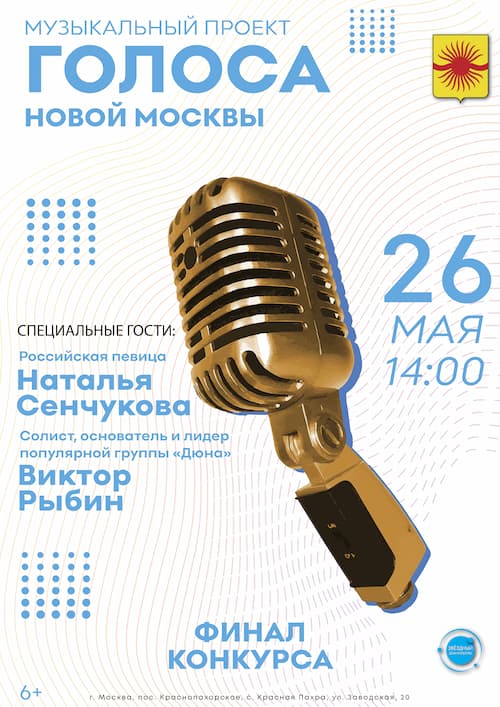 МУЗЫКАЛЬНЫЙ ПРОЕКТ
ГОЛОСА
НОВОЙ МОСКВЫ
26
МАЯ
14:00
СПЕЦИАЛЬНЫЕ ГОСТИ:
Российская певица
Наталья
Сенчукова
Солист, основатель и лидер
популярной группы «Дюна»
Виктор
Рыбин
ФИНАЛ
КОНКУРСА
ЗВЁЗДНЫЙ
6+
г. Москва, пос. Краснопахорское, с. Красная Пахра, ул. Заводская, 20